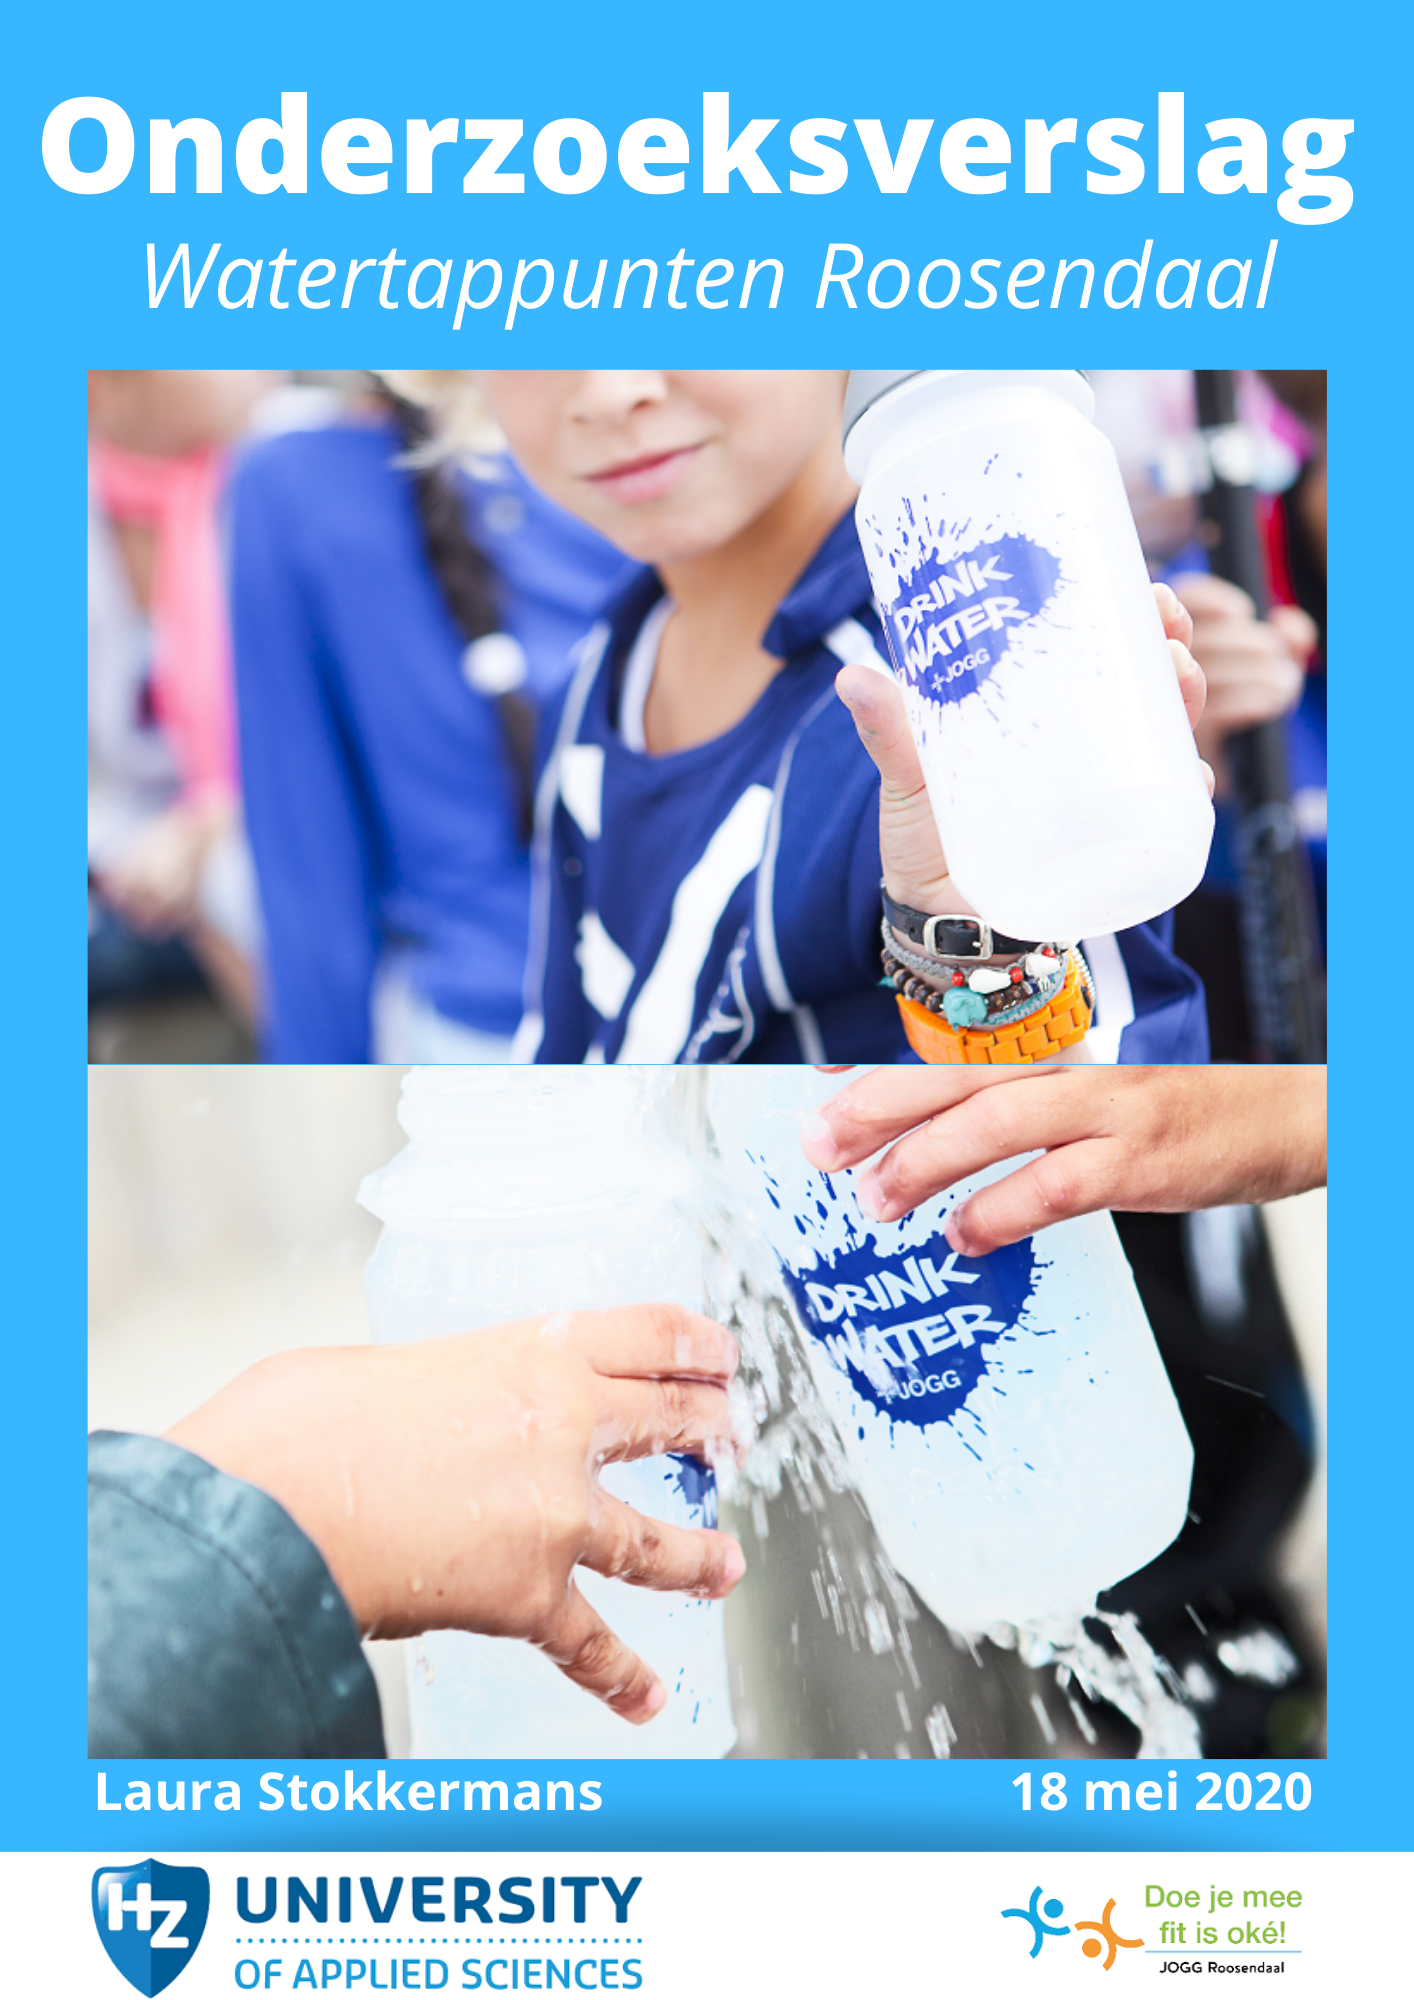 Onderzoeksverslag
Watertappunten Roosendaal
DRINK
WATER
+JOGG
DRINK
WATER
+JOGG
Laura Stokkermans
18 mei 2020
HZ
UNIVERSITY
OF APPLIED SCIENCES
Doe je mee
fit is oké!
JOGG Roosendaal